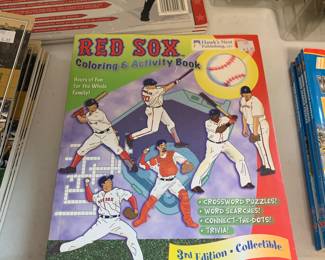 RED SOX
Hawk's Nest
Publishing, LLC
Coloring & Activity Book
Hours of Fun
for the Whole
Family!
• CROSSWORD PUZZLES!
• WORD SEARCHES!
• CONNECT-THE-DOTS!
• TRIVIA!
3rd Edition • Collectible